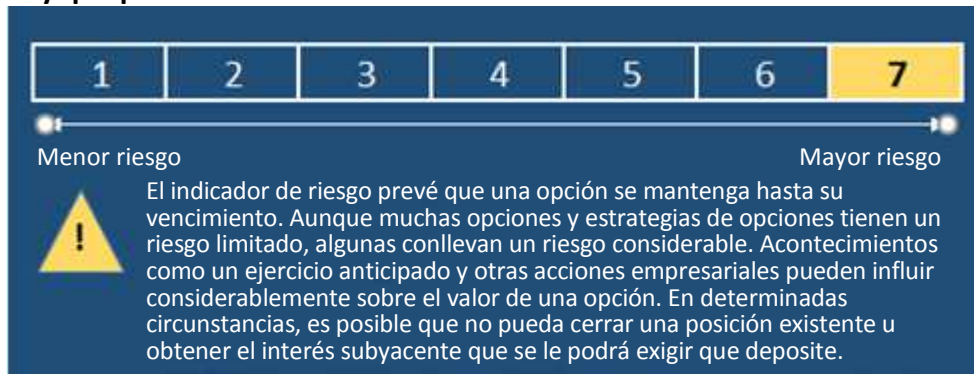 1 2 3 4 5 6 7
Menor riesgo Mayor riesgo
El indicador de riesgo prevé que una opción se mantenga hasta su
vencimiento. Aunque muchas opciones y estrategias de opciones tienen un
riesgo limitado, algunas conllevan un riesgo considerable. Acontecimientos
como un ejercicio anticipado y otras acciones empresariales pueden influir
considerablemente sobre el valor de una opción. En determinadas
circunstancias, es posible que no pueda cerrar una posición existente u
obtener el interés subyacente que se le podrá exigir que deposite.